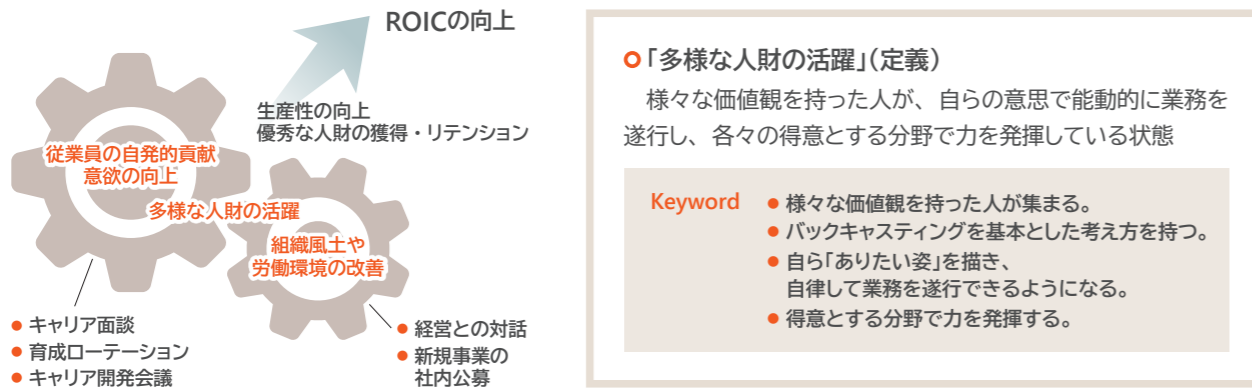 ROICの向上
生産性の向上
優秀な人財の獲得・リテンション
従業員の自発的貢献
意欲の向上
多様な人財の活躍
組織風土や
労働環境の改善
● キャリア面談
● 育成ローテーション
● キャリア開発会議
● 経営との対話
● 新規事業の
社内公募
「多様な人財の活躍」(定義)
様々な価値観を持った人が、自らの意思で能動的に業務を
遂行し、各々の得意とする分野で力を発揮している状態
Keyword
● 様々な価値観を持った人が集まる。
● バックキャスティングを基本とした考え方を持つ。
● 自ら「ありたい姿」を描き、
自律して業務を遂行できるようになる。
● 得意とする分野で力を発揮する。